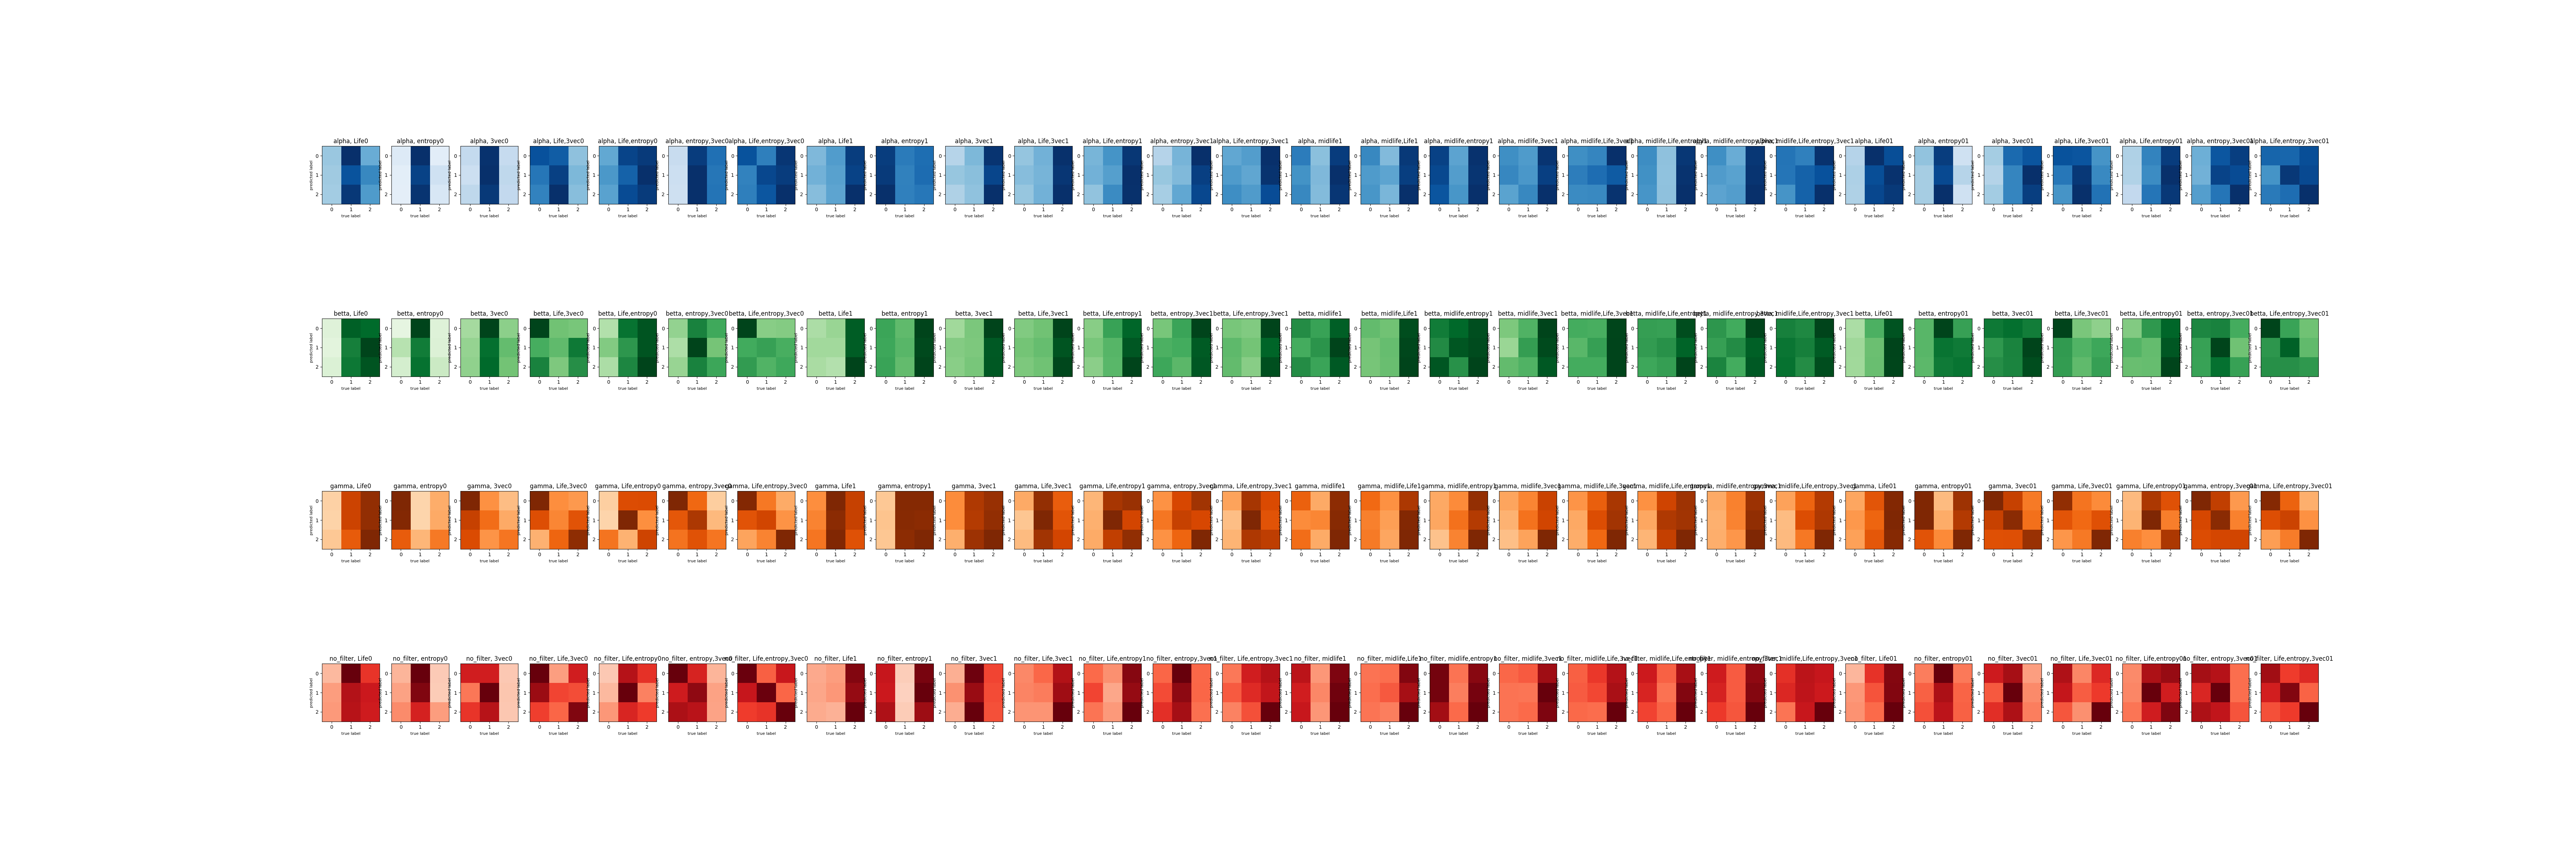 alpha, Life0 alpha, entropy0 alpha, 3vec0 alpha, Life,3vec0 alpha, Life,entropy0 alpha, entropy,3vec0 alpha, Life,entropy,3vec0 alpha, Life1 alpha, entropy1 alpha, 3vec1 alpha, Life,3vec1 alpha, Life,entropy1 alpha, entropy,3vec1 alpha, Life,entropy,3vec1 alpha, midlife1 alpha, midlife,Life1 alpha, midlife,entropy1 alpha, midlife,3vec1 alpha, midlife,Life,3vec1 alpha, midlife,Life,entropy1 alpha, midlife,entropy,3vec1 alpha, midlife,Life,entropy,3vec1 alpha, Life01 alpha, entropy01 alpha, 3vec01 alpha, Life,3vec01 alpha, Life,entropy01 alpha, entropy,3vec01 alpha, Life,entropy,3vec01
predicted label
0
1
2
0 1 2
true label
betta, Life0 betta, entropy0 betta, 3vec0 betta, Life,3vec0 betta, Life,entropy0 betta, entropy,3vec0 betta, Life,entropy,3vec0 betta, Life1 betta, entropy1 betta, 3vec1 betta, Life,3vec1 betta, Life,entropy1 betta, entropy,3vec1 betta, Life,entropy,3vec1 betta, midlife1 betta, midlife,Life1 betta, midlife,entropy1 betta, midlife,3vec1 betta, midlife,Life,3vec1 betta, midlife,Life,entropy1 betta, midlife,entropy,3vec1 betta, midlife,Life,entropy,3vec1 betta, Life01 betta, entropy01 betta, 3vec01 betta, Life,3vec01 betta, Life,entropy01 betta, entropy,3vec01 betta, Life,entropy,3vec01
predicted label
0
1
2
0 1 2
true label
gamma, Life0 gamma, entropy0 gamma, 3vec0 gamma, Life,3vec0 gamma, Life,entropy0 gamma, entropy,3vec0 gamma, Life,entropy,3vec0 gamma, Life1 gamma, entropy1 gamma, 3vec1 gamma, Life,3vec1 gamma, Life,entropy1 gamma, entropy,3vec1 gamma, Life,entropy,3vec1 gamma, midlife1 gamma, midlife,Life1 gamma, midlife,entropy1 gamma, midlife,3vec1 gamma, midlife,Life,3vec1 gamma, midlife,Life,entropy1 gamma, midlife,entropy,3vec1 gamma, midlife,Life,entropy,3vec1 gamma, Life01 gamma, entropy01 gamma, 3vec01 gamma, Life,3vec01 gamma, Life,entropy01 gamma, entropy,3vec01 gamma, Life,entropy,3vec01
predicted label
0
1
2
0 1 2
true label
no_filter, Life0 no_filter, entropy0 no_filter, 3vec0 no_filter, Life,3vec0 no_filter, Life,entropy0 no_filter, entropy,3vec0 no_filter, Life,entropy,3vec0 no_filter, Life1 no_filter, entropy1 no_filter, 3vec1 no_filter, Life,3vec1 no_filter, Life,entropy1 no_filter, entropy,3vec1 no_filter, Life,entropy,3vec1 no_filter, midlife1 no_filter, midlife,Life1 no_filter, midlife,entropy1 no_filter, midlife,3vec1 no_filter, midlife,Life,3vec1 no_filter, midlife,Life,entropy1 no_filter, midlife,entropy,3vec1 no_filter, midlife,Life,entropy,3vec1 no_filter, Life01 no_filter, entropy01 no_filter, 3vec01 no_filter, Life,3vec01 no_filter, Life,entropy01 no_filter, entropy,3vec01 no_filter, Life,entropy,3vec01
predicted label
0
1
2
0 1 2
true label